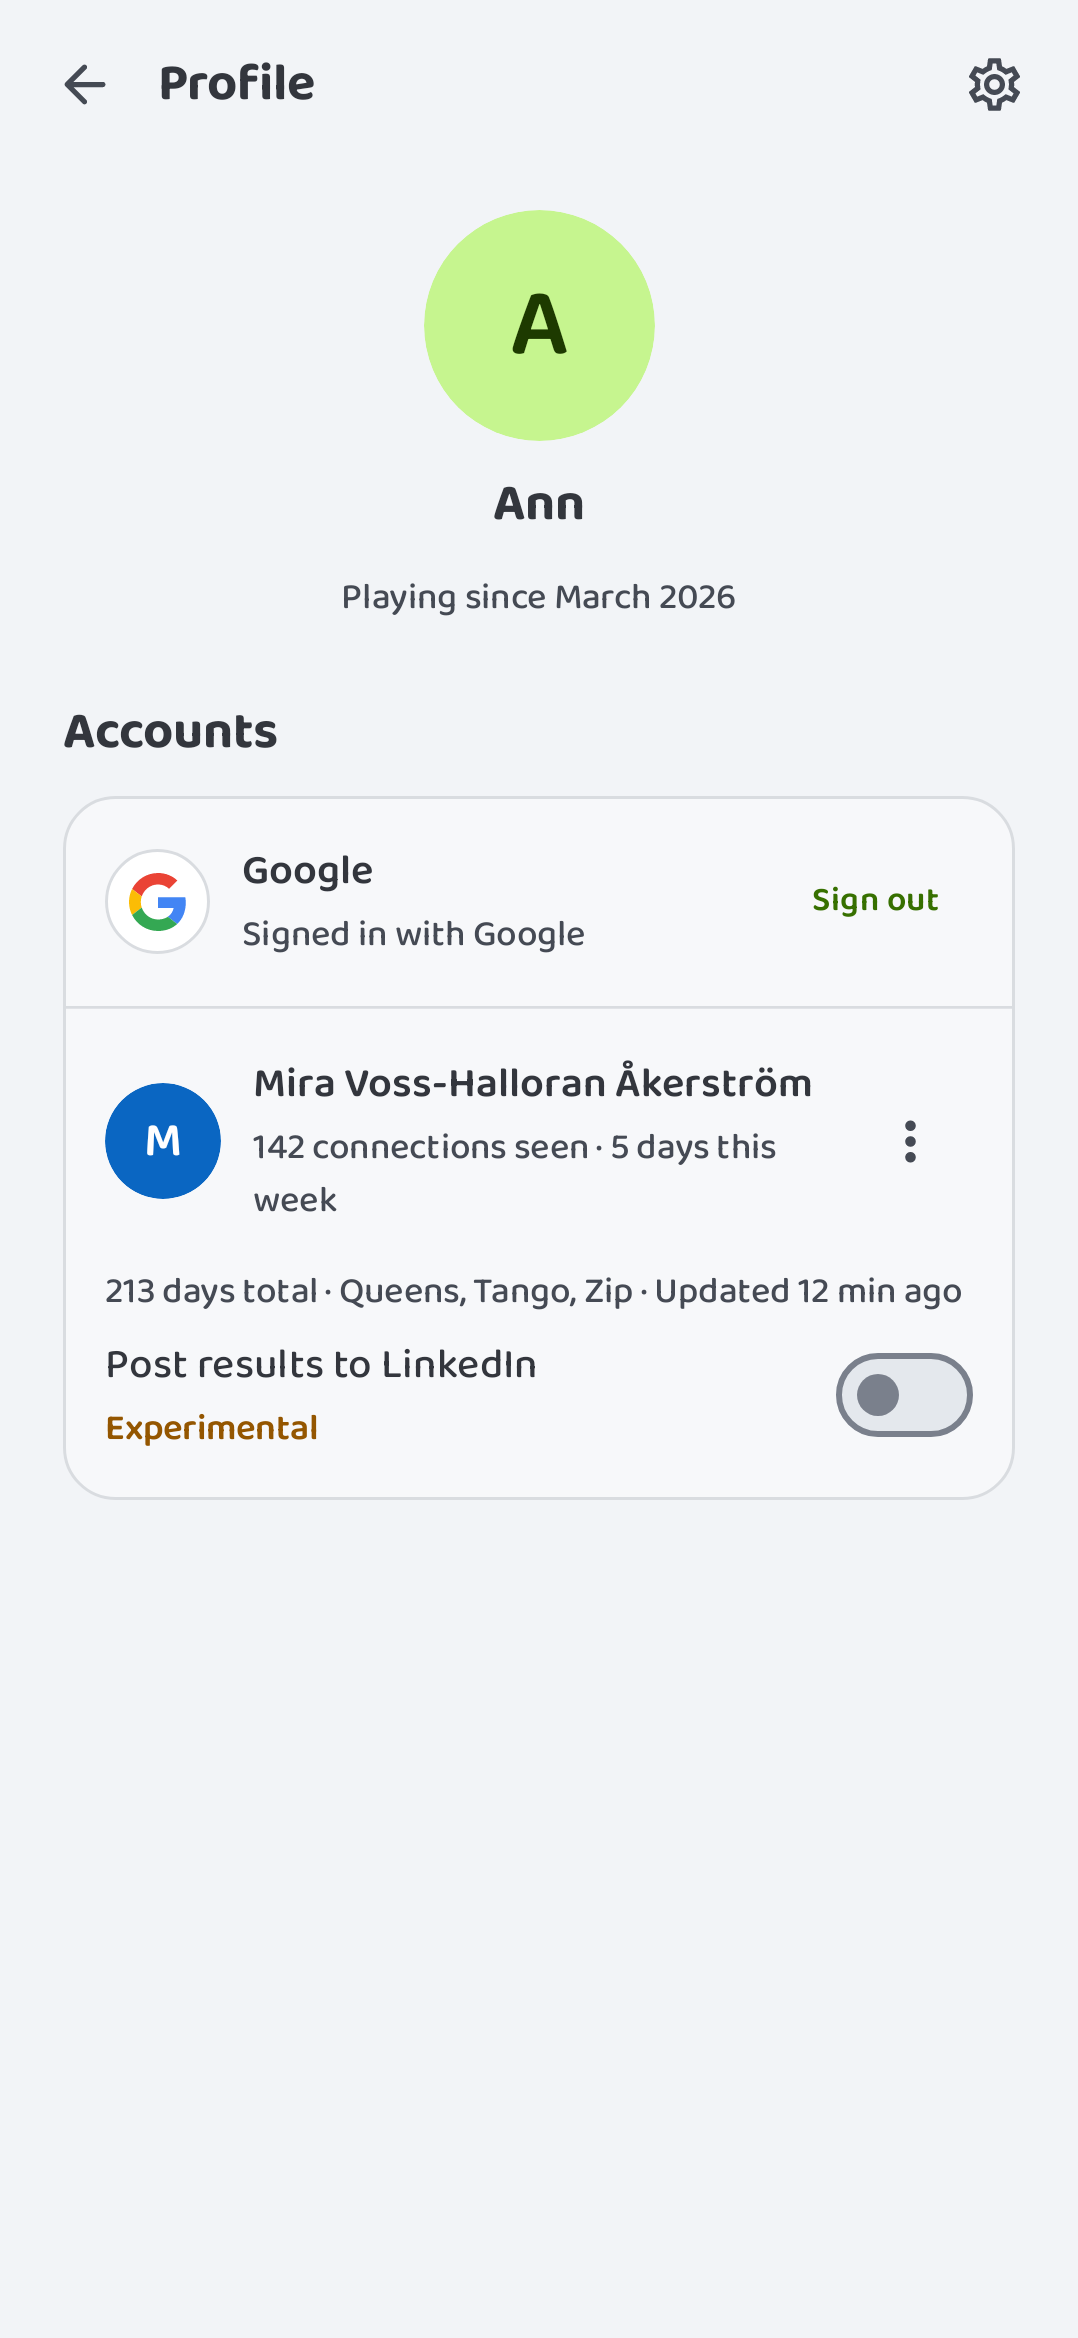 Profile
A
Ann
Playing since March 2026
Accounts
Google
Signed in with Google
Sign out
M
Mira Voss-Halloran Åkerström
142 connections seen · 5 days this
week
213 days total · Queens, Tango, Zip · Updated 12 min ago
Post results to LinkedIn
Experimental